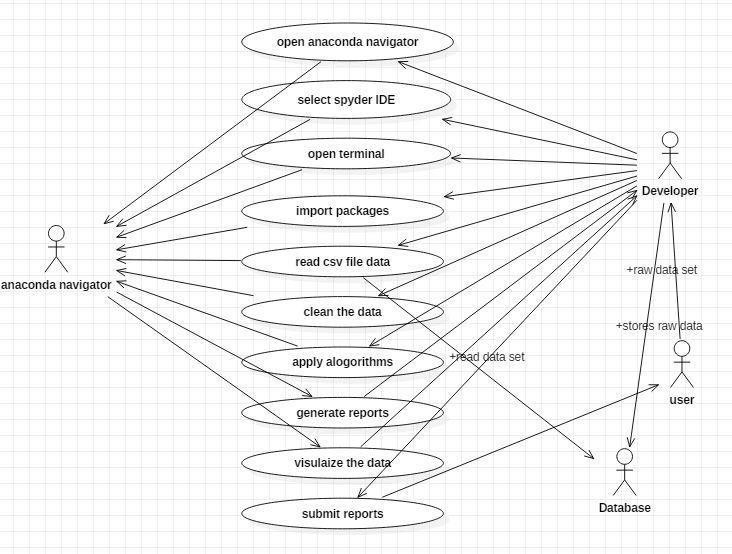 open anaconda navigator
select spyder IDE
open terminal
Developer
import packages
read csv file data
+raw data set
anaconda navigator
clean the data
+stores raw data
apply alogorithms
+read data set
user
generate reports
visulaize the data
Database
submit reports